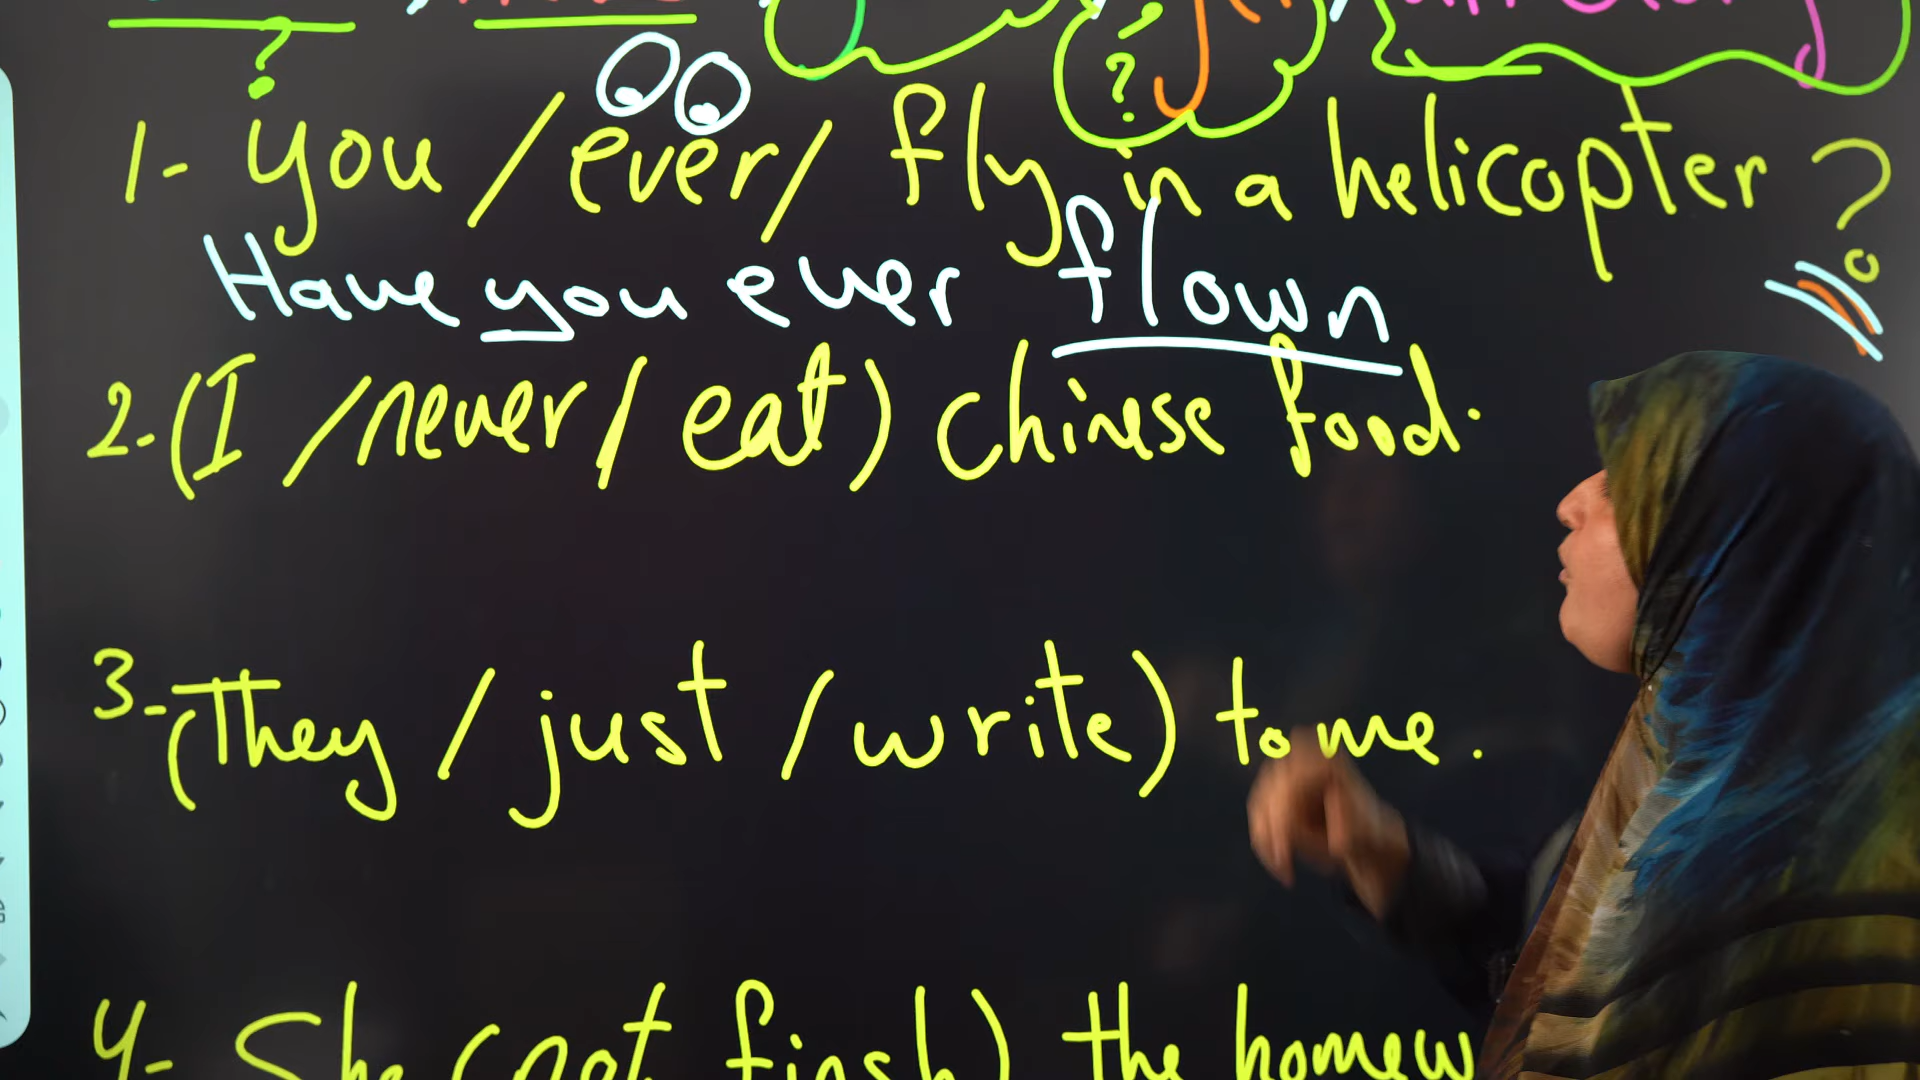 1- you / ever / fly in a helicopter ?
Have you ever flown
2- (I / never / eat) Chinese food.
3- (They / just / write) to me.
4- She (not finsh) the homew